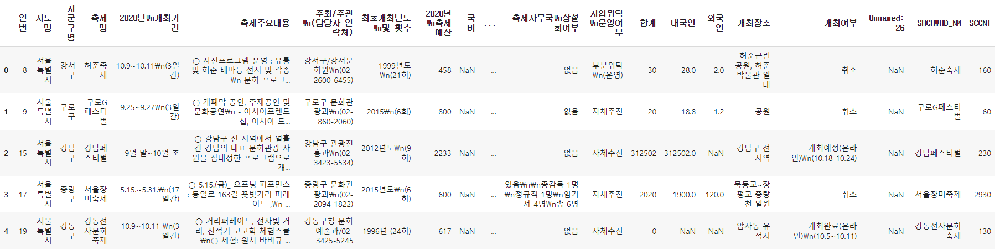 연번 시도명 시군구명 축제명 2020년₩n개최기간 축제주요내용 주최/주관₩n(담당자 연락처) 최초개최년도₩n및 횟수 2020년₩n축제예산 국비 ... 축제사무국₩n상설화여부 사업위탁₩n운영여부 합계 내국인 외국인 개최장소 개최여부 Unnamed: 26 SRCHWRD_NM SCCNT
0 8 서울특별시 강서구 허준축제 10.9~10.11₩n(3일간) ○ 사전프로그램 운영 : 유등 및 허준 테마등 전시 및 각종₩n 문화 프로그... 강서구/강서문화원₩n(02-2600-6455) 1999년도₩n(21회) 458 NaN ... 없음 부분위탁₩n(운영) 30 28.0 2.0 허준근린공원, 허준박물관 일대 취소 NaN 허준축제 160
1 9 서울특별시 구로구 구로G페스티벌 9.25~9.27₩n(3일간) ○ 개폐막 공연, 주제공연 및 문화공연₩n - 아시아프렌드십, 아시아 드... 구로구 문화관광과₩n(02-860-2060) 2015₩n(6회) 800 NaN ... 없음 자체추진 20 18.8 1.2 공원 취소 NaN 구로G페스티벌 60
2 15 서울특별시 강남구 강남페스티벌 9월 말~10월 초 ○ 강남구 전 지역에서 열흘간 강남의 대표 문화관광 자원을 집대성한 프로그램으로 개... 강남구 관광진흥과₩n(02-3423-5534) 2012년도₩n(9회) 2233 NaN ... 없음 자체추진 312502 312502.0 NaN 강남구 전 지역 개최예정(온라인)₩n(10.18-10.24) NaN 강남페스티벌 230
3 17 서울특별시 중랑구 서울장미축제 5.15.~5.31.₩n(17일간) ○ 5.15.(금)_ 오프닝 퍼포먼스 : 동일로 163길 꽃빛거리 퍼레이드 ,₩n ... 중랑구 문화관광과₩n(02-2094-1822) 2015년도₩n(6회) 600 NaN ... 있음₩n₩n총감독 1명₩n정규직 1명₩n임기제 4명₩n총 6명 자체추진 2020 1900.0 120.0 묵동교~장평교 중랑천 일원 취소 NaN 서울장미축제 2930
4 19 서울특별시 강동구 강동선사문화축제 10.9~10.11 ₩n(3일간) ○ 거리퍼레이드, 선사빛 거리, 신석기 고고학 체험스쿨₩n○ 체험: 원시 바비큐 ... 강동구청 문화예술과/02-3425-5245 1996년 (24회) 617 NaN ... 없음 자체추진 0 NaN NaN 암사동 유적지 개최완료(온라인)₩n(10.5~10.11) NaN 강동선사문화축제 130